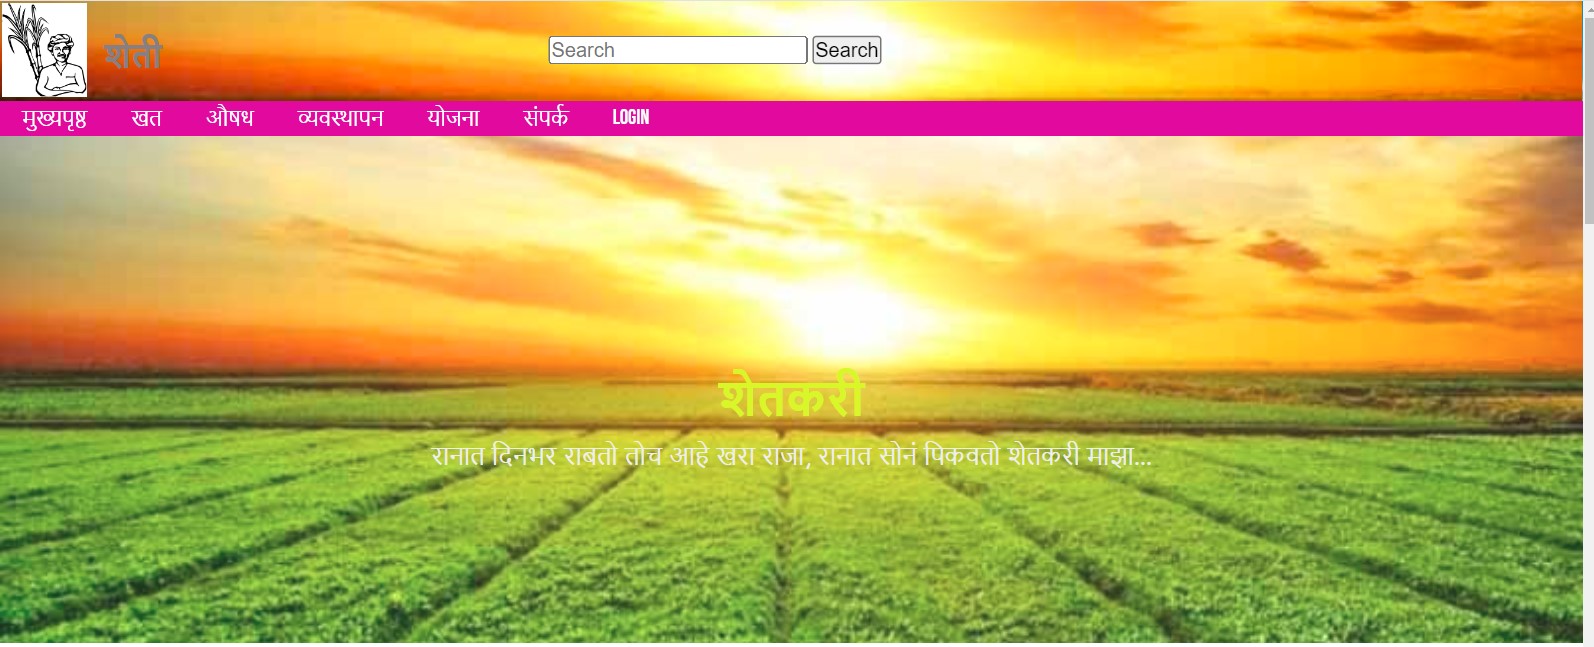 शेती
Search Search
मुख्यपृष्ठ खत औषध व्यवस्थापन योजना संपर्क LOGIN
शेतकरी
रानात दिनभर राबतो तोच आहे खरा राजा, रानात सोनं पिकवतो शेतकरी माझा...